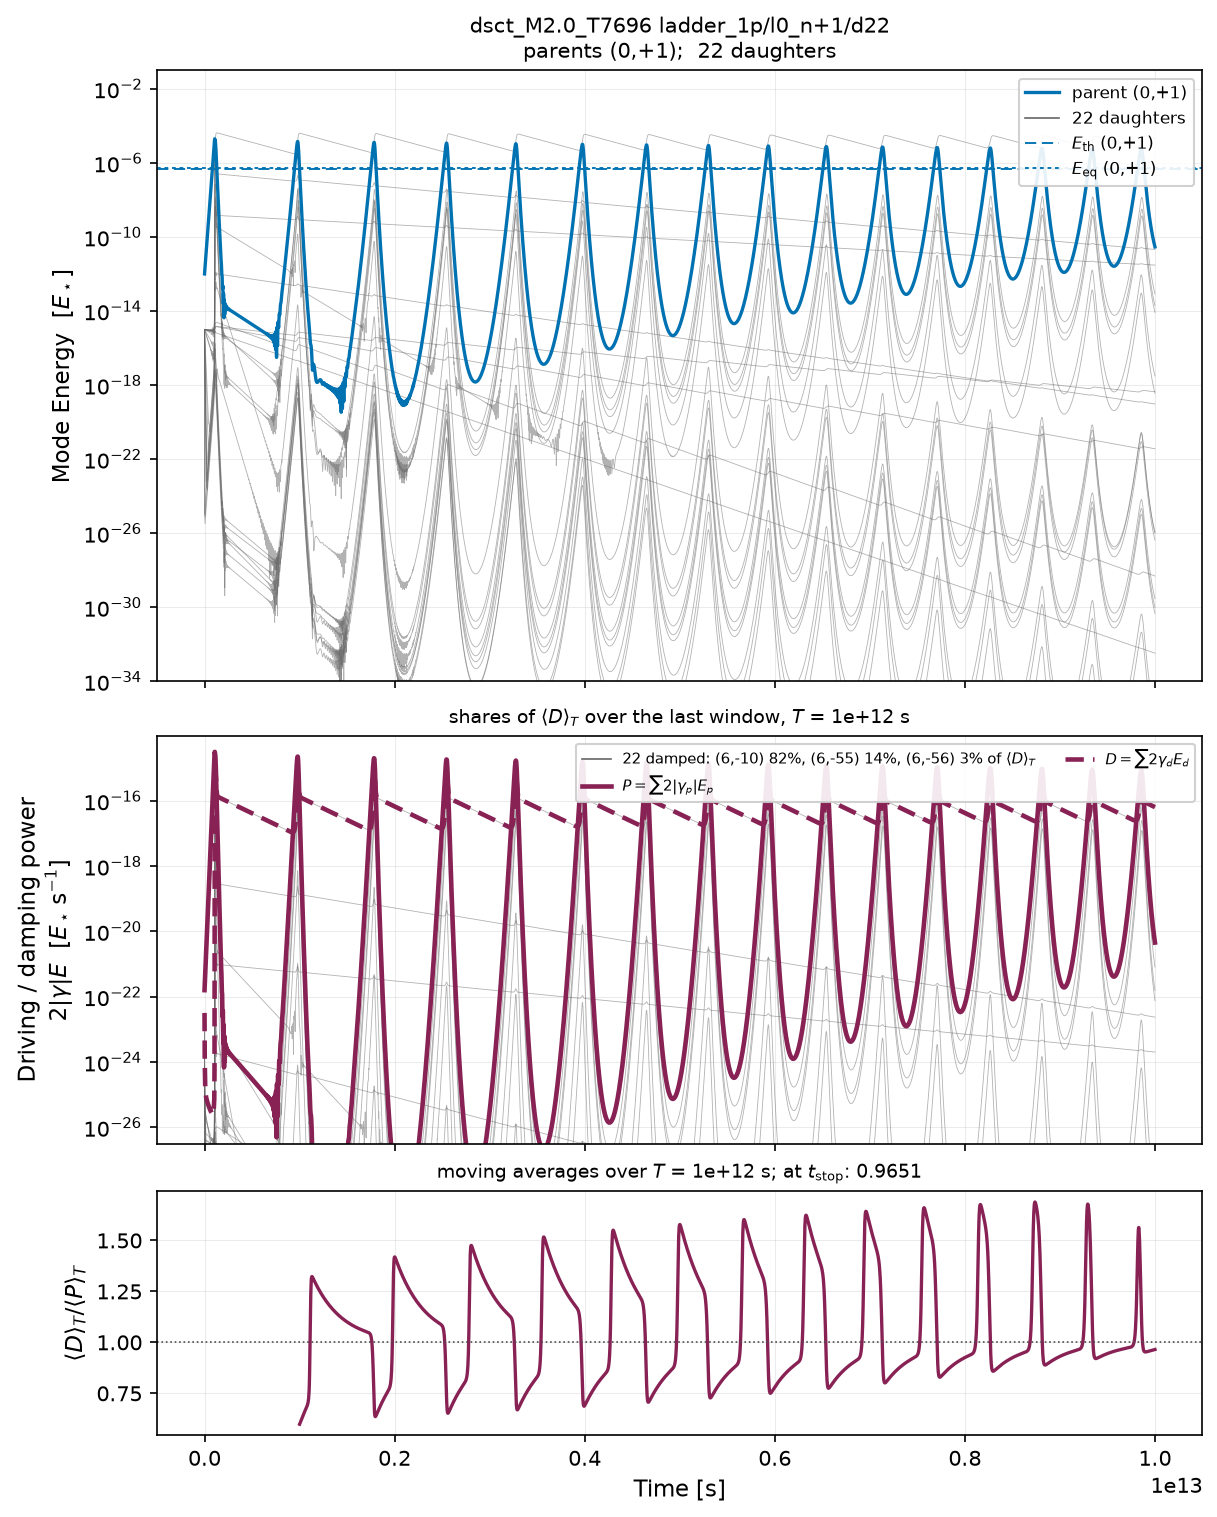 dsct_M2.0_T7696 ladder_1p/l0_n+1/d22
parents (0,+1);  22 daughters
parent (0,+1)
22 daughters
E_th (0,+1)
E_eq (0,+1)
Mode Energy [E⋆]
10^−2
10^−6
10^−10
10^−14
10^−18
10^−22
10^−26
10^−30
10^−34
shares of ⟨D⟩_T over the last window, T = 1e+12 s
22 damped: (6,-10) 82%, (6,-55) 14%, (6,-56) 3% of ⟨D⟩_T
P = ∑2|γ_p|E_p
D = ∑2γ_dE_d
Driving / damping power
2|γ|E [E⋆ s^−1]
10^−16
10^−18
10^−20
10^−22
10^−24
10^−26
moving averages over T = 1e+12 s; at t_stop: 0.9651
⟨D⟩_T/⟨P⟩_T
1.50
1.25
1.00
0.75
0.0 0.2 0.4 0.6 0.8 1.0
1e13
Time [s]